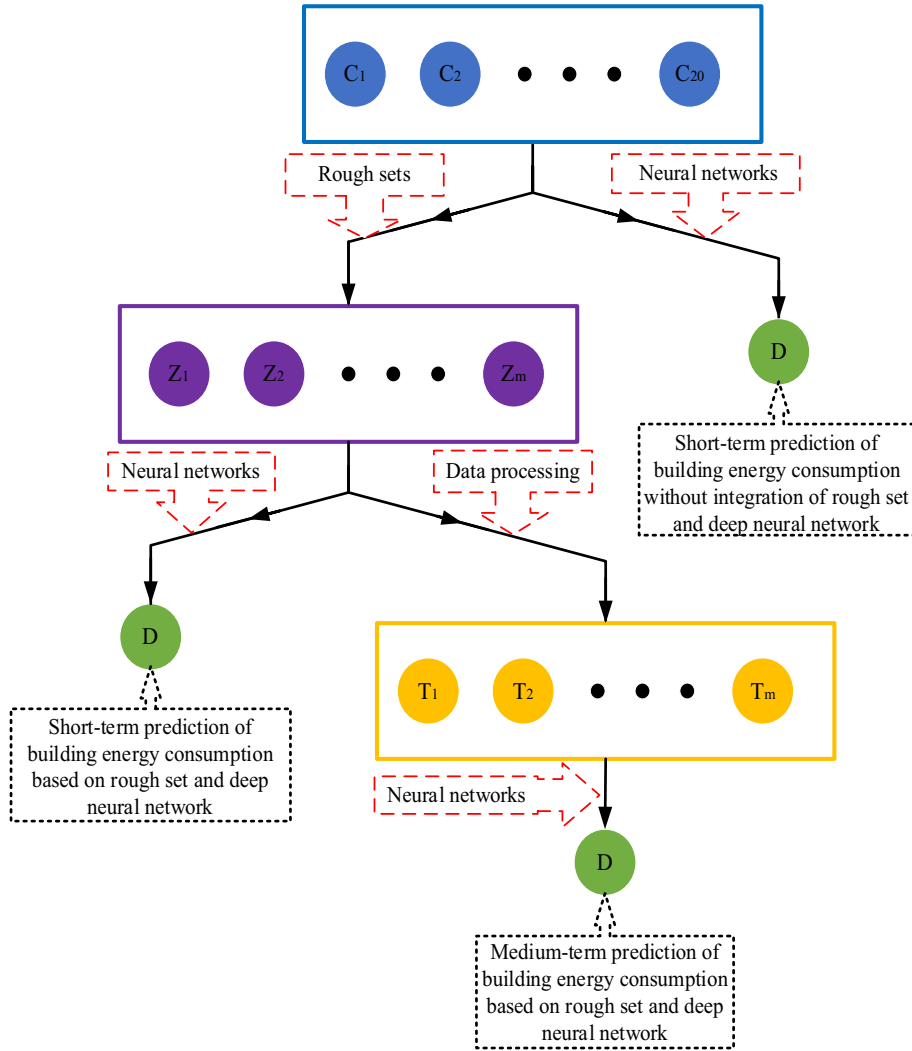 C1 C2 C20
Rough sets
Neural networks
Z1 Z2 Zm
D
Short-term prediction of
building energy consumption
without integration of rough set
and deep neural network
Neural networks
Data processing
D
Short-term prediction of
building energy consumption
based on rough set and deep
neural network
T1 T2 Tm
Neural networks
D
Medium-term prediction of
building energy consumption
based on rough set and deep
neural network